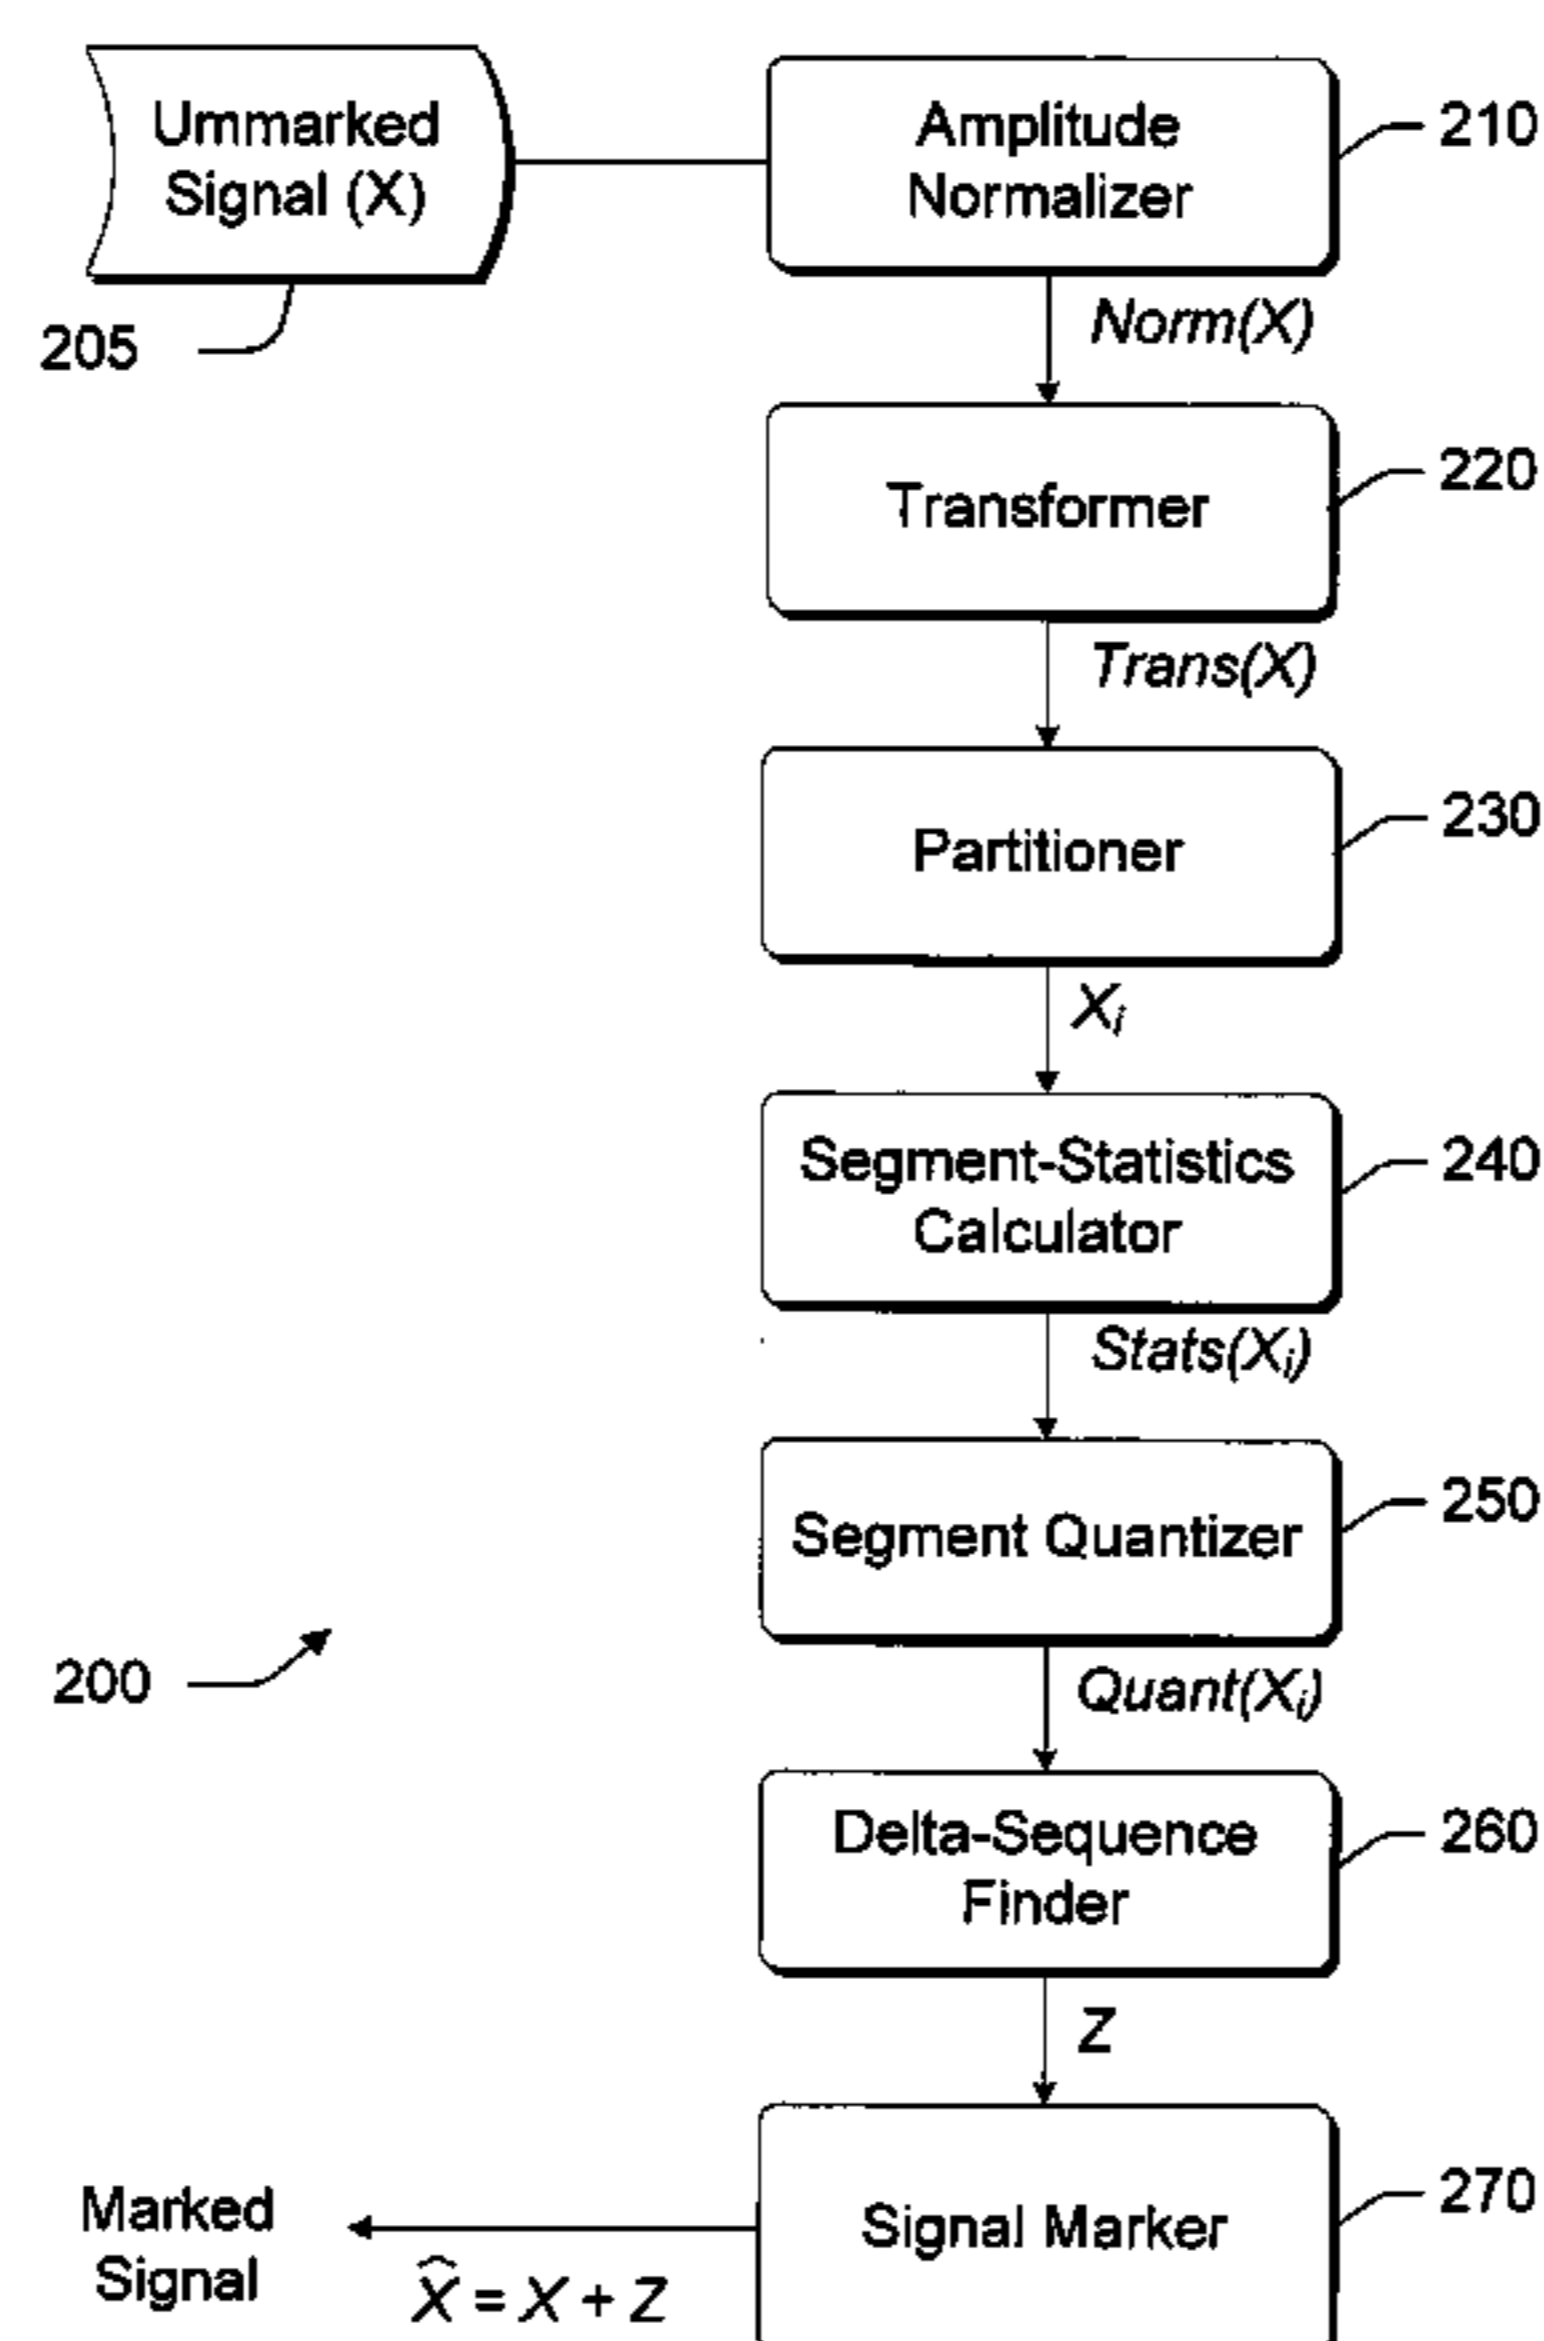 Ummarked
Signal (X)
205
Amplitude
Normalizer
210
Norm(X)
Transformer
220
Trans(X)
Partitioner
230
Xi
Segment-Statistics
Calculator
240
Stats(Xi)
Segment Quantizer
250
200
Quant(Xi)
Delta-Sequence
Finder
260
Z
Signal Marker
270
Marked
Signal
X̂ = X + Z